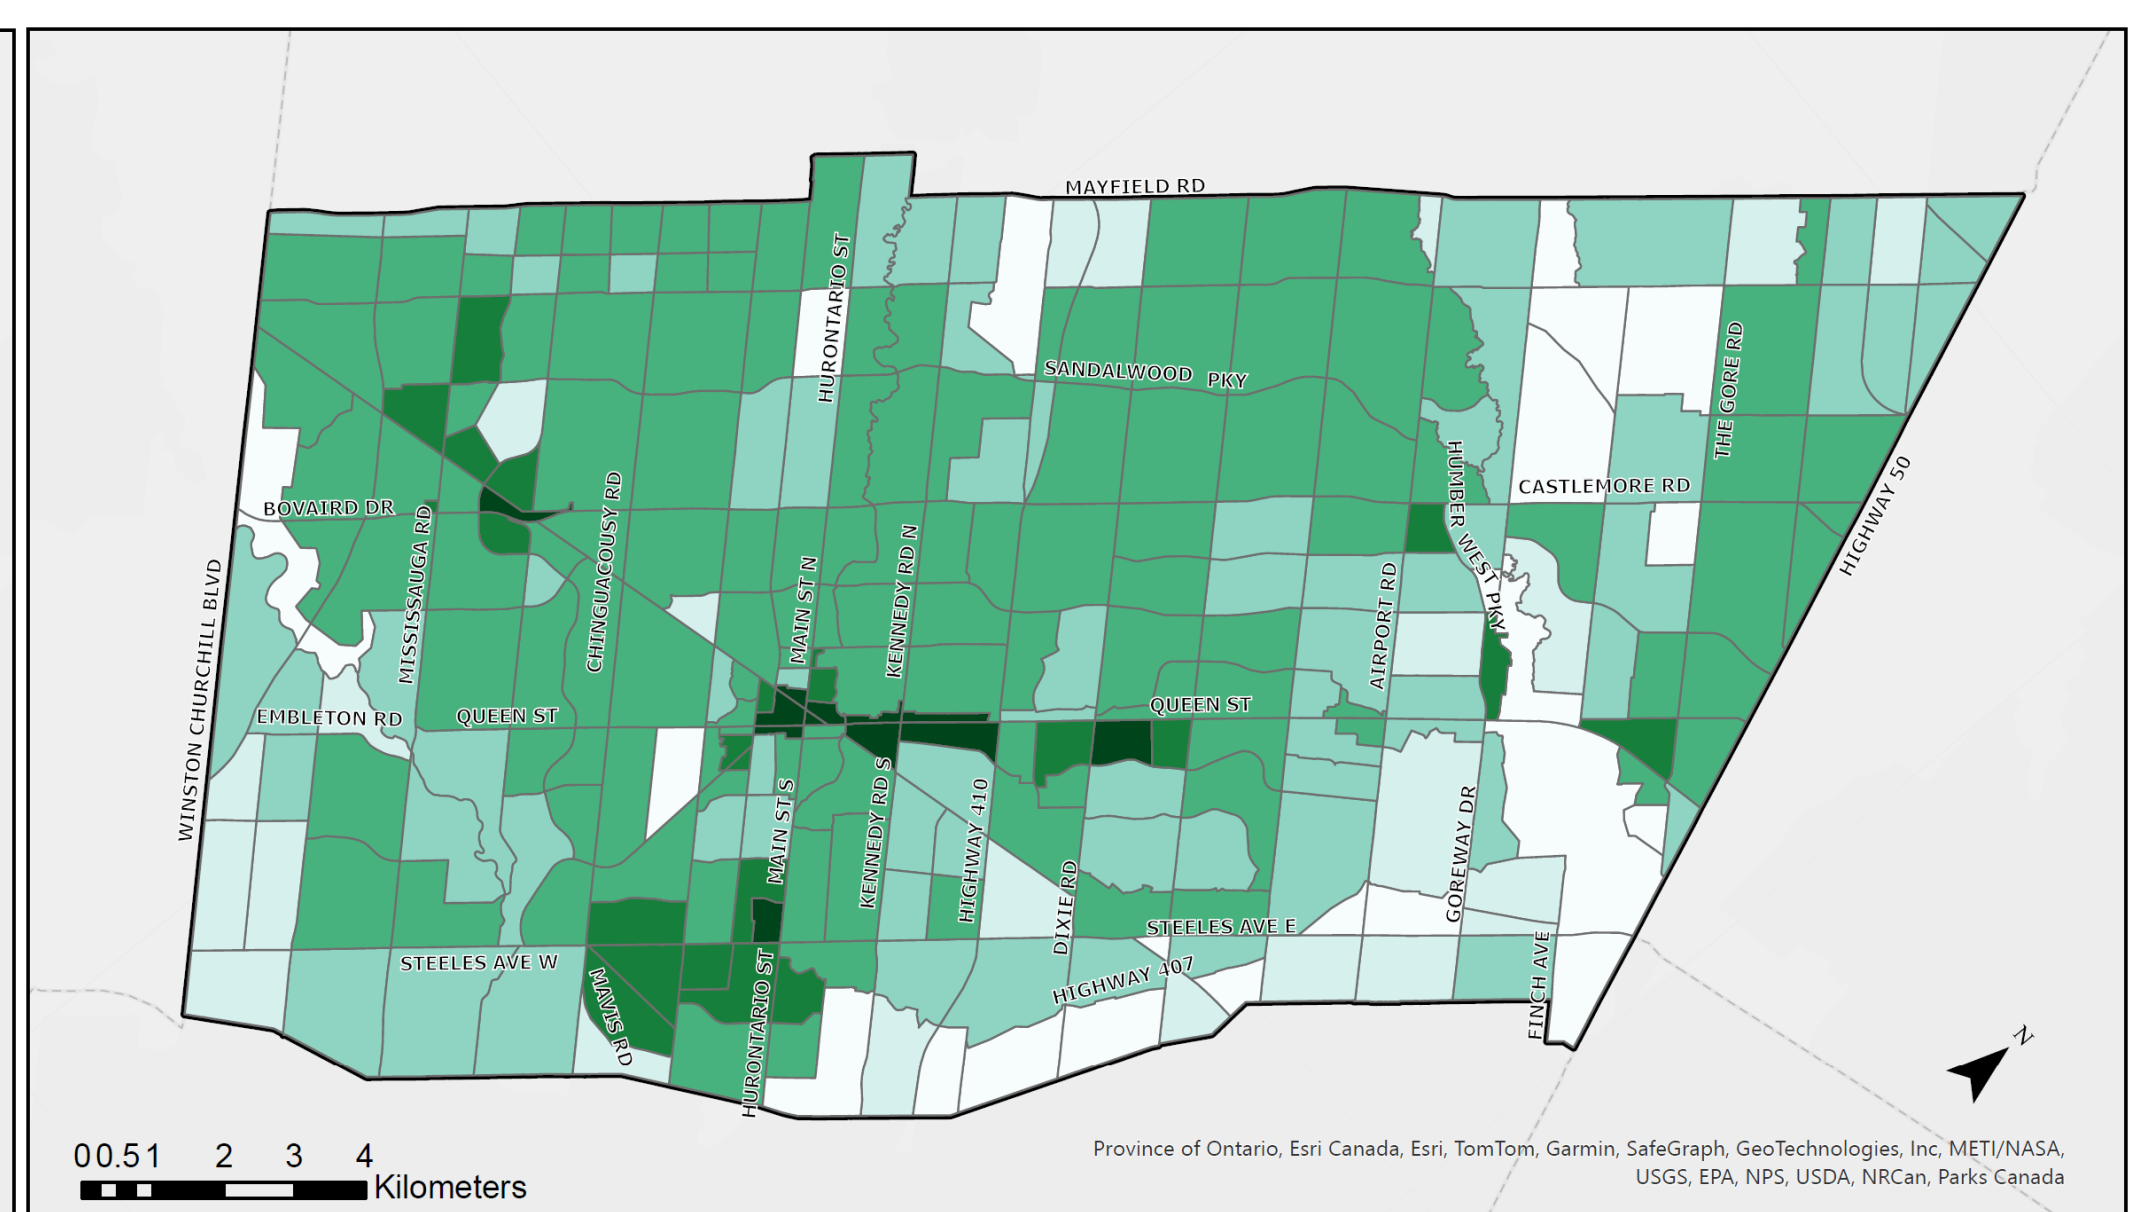 MAYFIELD RD
HURONTARIO ST
SANDALWOOD PKY
THE GORE RD
HUMBER WEST PKY
CASTLEMORE RD
HIGHWAY 50
BOVAIRD DR
MISSISSAUGA RD
CHINGUACOUSY RD
MAIN ST N
KENNEDY RD N
AIRPORT RD
WINSTON CHURCHILL BLVD
EMBLETON RD
QUEEN ST
QUEEN ST
MAIN ST S
KENNEDY RD S
HIGHWAY 410
DIXIE RD
GOREWAY DR
STEELES AVE E
STEELES AVE W
MAVIS RD
HURONTARIO ST
HIGHWAY 407
FINCH AVE
N
0 0.5 1 2 3 4
Kilometers
Province of Ontario, Esri Canada, Esri, TomTom, Garmin, SafeGraph, GeoTechnologies, Inc, METI/NASA,
USGS, EPA, NPS, USDA, NRCan, Parks Canada